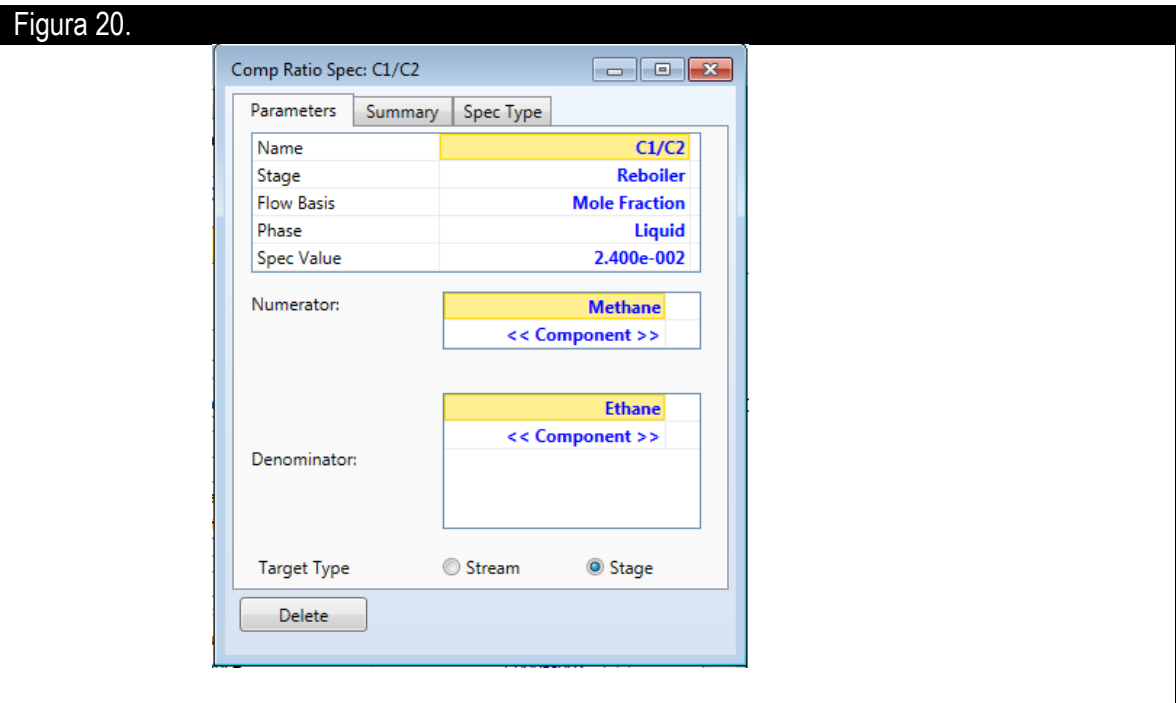 Figura 20.
Comp Ratio Spec: C1/C2
Parameters Summary Spec Type
Name C1/C2
Stage Reboiler
Flow Basis Mole Fraction
Phase Liquid
Spec Value 2.400e-002
Numerator: Methane
<< Component >>
Ethane
<< Component >>
Denominator:
Target Type Stream Stage
Delete